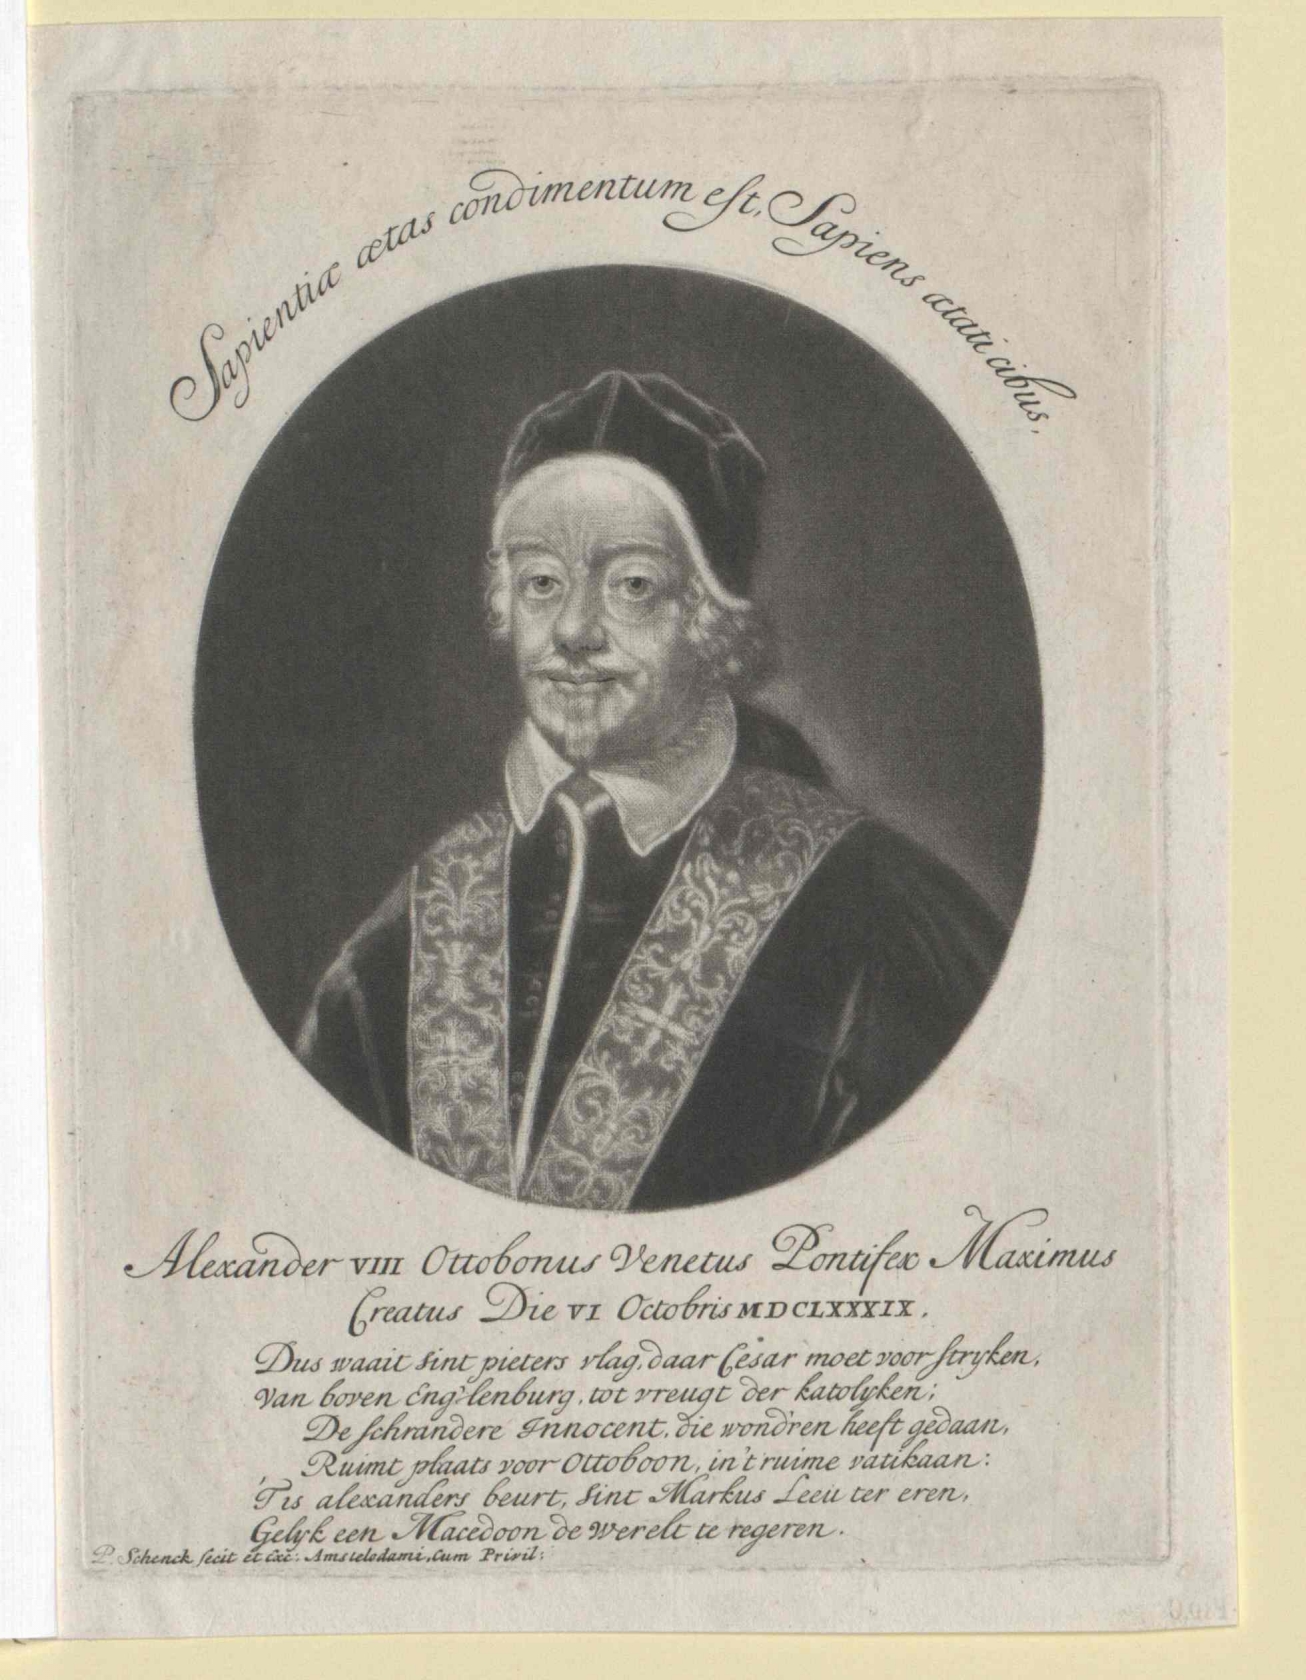 Sapientiæ ætas condimentum est, Sapiens ætati cibus.
Alexander VIII Ottobonus Venetus Pontifex Maximus
Creatus Die VI Octobris MDCLXXXIX.
Dus waait sint pieters vlag, daar Cesar moet voor stryken,
Van boven Eng'lenburg, tot vreugt der katolyken;
De schrandere Innocent, die wond'ren heeft gedaan,
Ruimt plaats voor Ottoboon, in't ruime vatikaan:
'Tis alexanders beurt, sint Markus Leeu ter eren,
Gelyk een Macedoon de werelt te regeren.
P. Schenck fecit et exc: Amstelodami, Cum Privil: